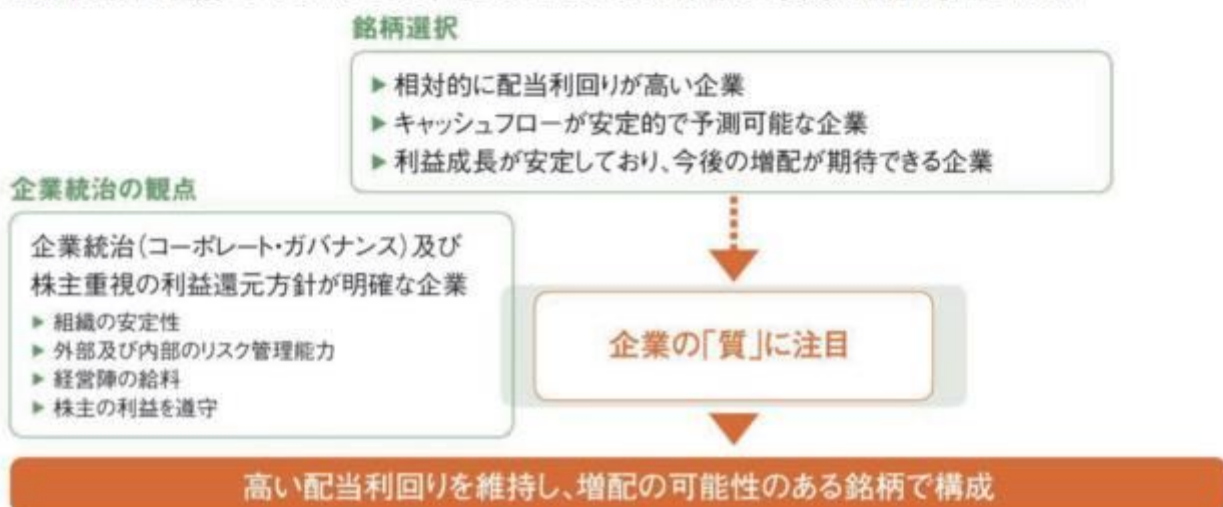 銘柄選択
▶ 相対的に配当利回りが高い企業
▶ キャッシュフローが安定的で予測可能な企業
▶ 利益成長が安定しており、今後の増配が期待できる企業
企業統治の観点
企業統治(コーポレート・ガバナンス)及び
株主重視の利益還元方針が明確な企業
▶ 組織の安定性
▶ 外部及び内部のリスク管理能力
▶ 経営陣の給料
▶ 株主の利益を遵守
企業の「質」に注目
高い配当利回りを維持し、増配の可能性のある銘柄で構成